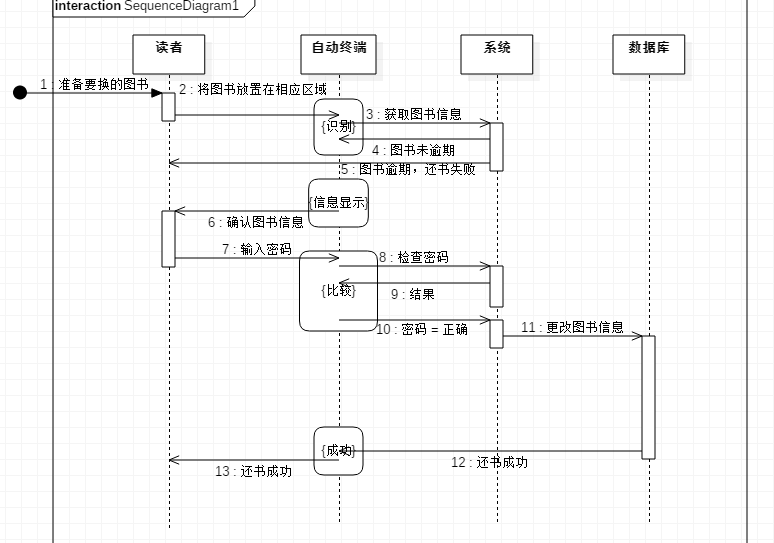 interaction SequenceDiagram1
读者
自动终端
系统
数据库
1 : 准备要换的图书
2 : 将图书放置在相应区域
3 : 获取图书信息
{识别}
4 : 图书未逾期
5 : 图书逾期，还书失败
{信息显示}
6 : 确认图书信息
7 : 输入密码
8 : 检查密码
{比较}
9 : 结果
10 : 密码 = 正确
11 : 更改图书信息
{成功}
12 : 还书成功
13 : 还书成功